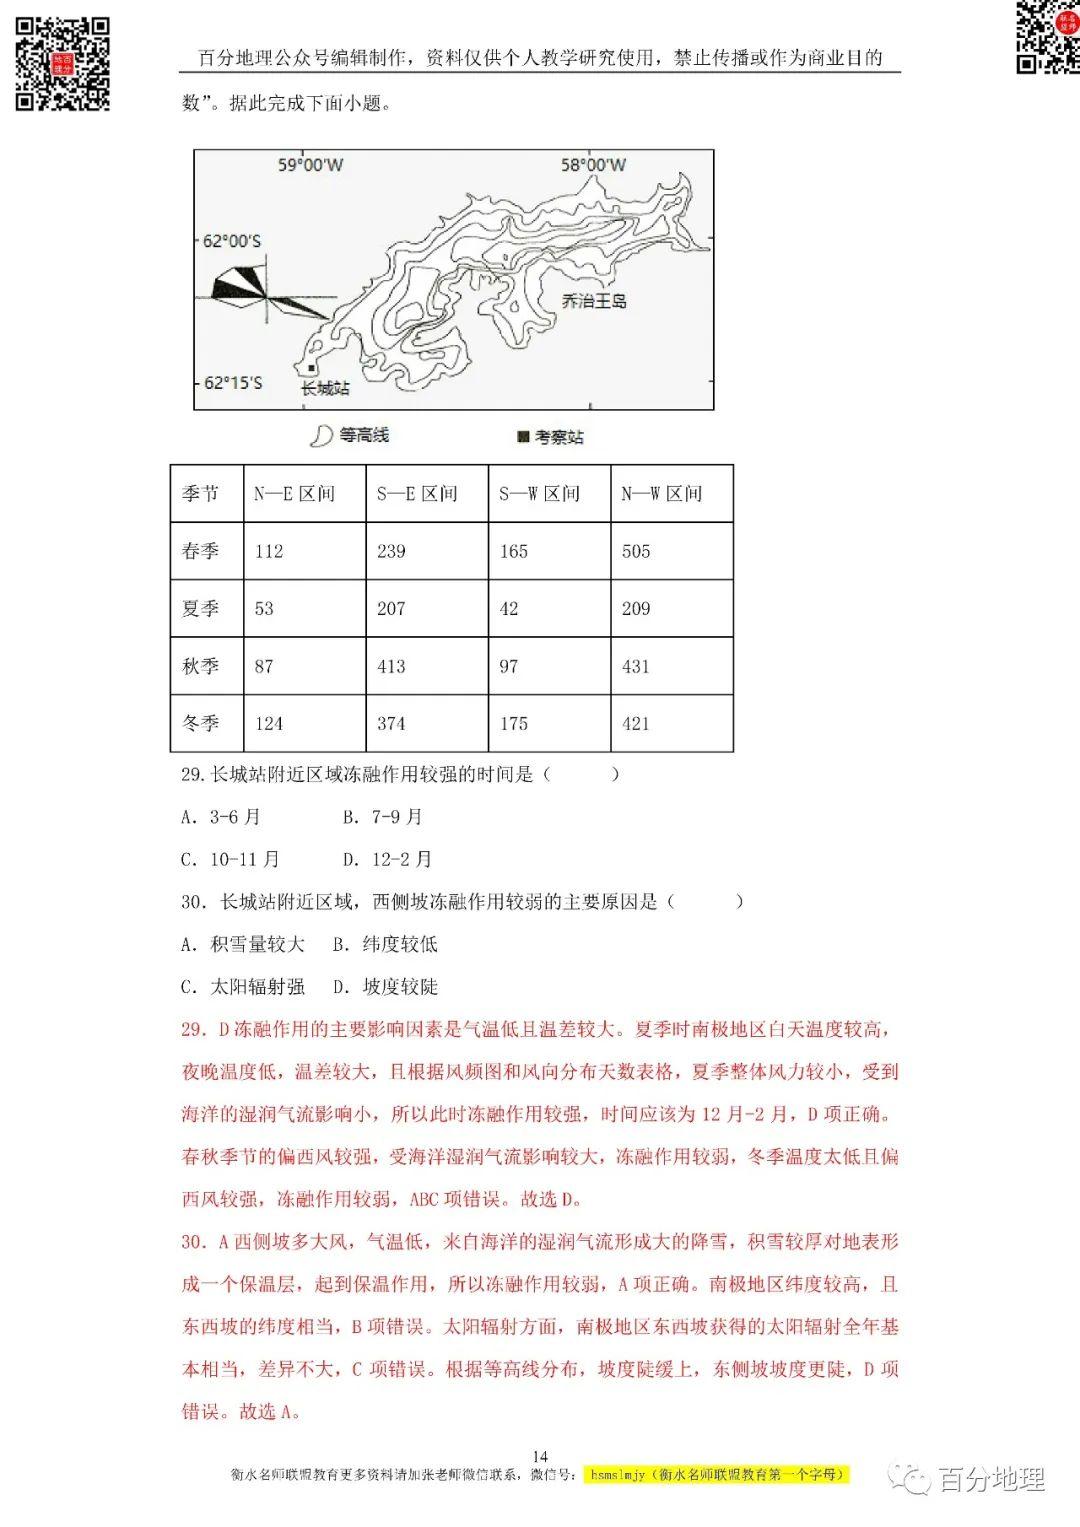 百分地理公众号编辑制作，资料仅供个人教学研究使用，禁止传播或作为商业目的
数”。据此完成下面小题。
59°00'W 58°00'W
62°00'S
乔治王岛
62°15'S
长城站
等高线 考察站
季节 N—E 区间 S—E 区间 S—W 区间 N—W 区间
春季 112 239 165 505
夏季 53 207 42 209
秋季 87 413 97 431
冬季 124 374 175 421
29.长城站附近区域冻融作用较强的时间是（ ）
A．3-6 月 B．7-9 月
C．10-11 月 D．12-2 月
30．长城站附近区域，西侧坡冻融作用较弱的主要原因是（ ）
A．积雪量较大 B．纬度较低
C．太阳辐射强 D．坡度较陡
29．D 冻融作用的主要影响因素是气温低且温差较大。夏季时南极地区白天温度较高，
夜晚温度低，温差较大，且根据风频图和风向分布天数表格，夏季整体风力较小，受到
海洋的湿润气流影响小，所以此时冻融作用较强，时间应该为 12 月-2 月，D 项正确。
春秋季节的偏西风较强，受海洋湿润气流影响较大，冻融作用较弱，冬季温度太低且偏
西风较强，冻融作用较弱，ABC 项错误。故选 D。
30．A 西侧坡多大风，气温低，来自海洋的湿润气流形成大的降雪，积雪较厚对地表形
成一个保温层，起到保温作用，所以冻融作用较弱，A 项正确。南极地区纬度较高，且
东西坡的纬度相当，B 项错误。太阳辐射方面，南极地区东西坡获得的太阳辐射全年基
本相当，差异不大，C 项错误。根据等高线分布，坡度陡缓上，东侧坡坡度更陡，D 项
错误。故选 A。
14
衡水名师联盟教育更多资料请加张老师微信联系，微信号： hsmslmjy（衡水名师联盟教育第一个字母）
百分地理